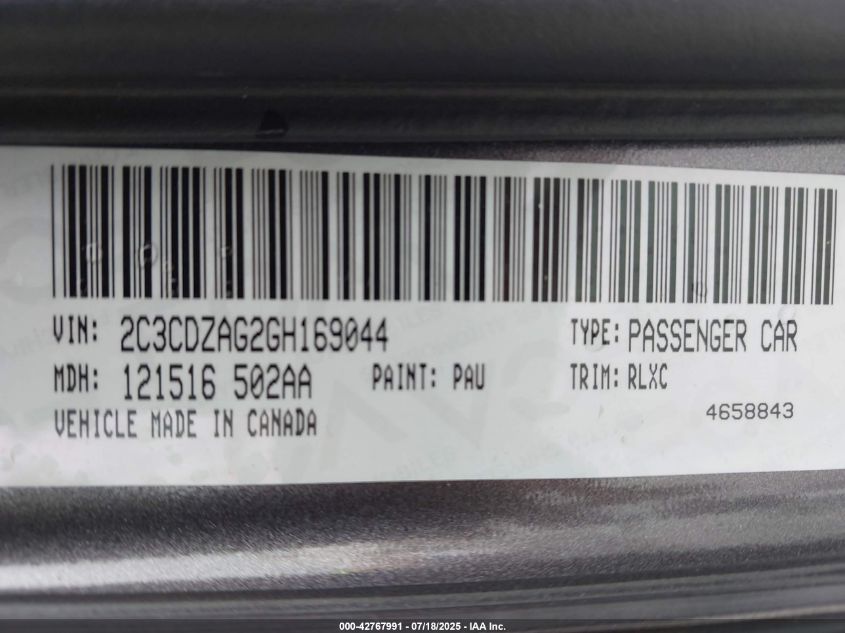 VIN: 2C3CDZAG2GH169044 TYPE: PASSENGER CAR
MDH: 121516 502AA PAINT: PAU TRIM: RLXC
VEHICLE MADE IN CANADA 4658843
000-42767991 - 07/18/2025 - IAA Inc.